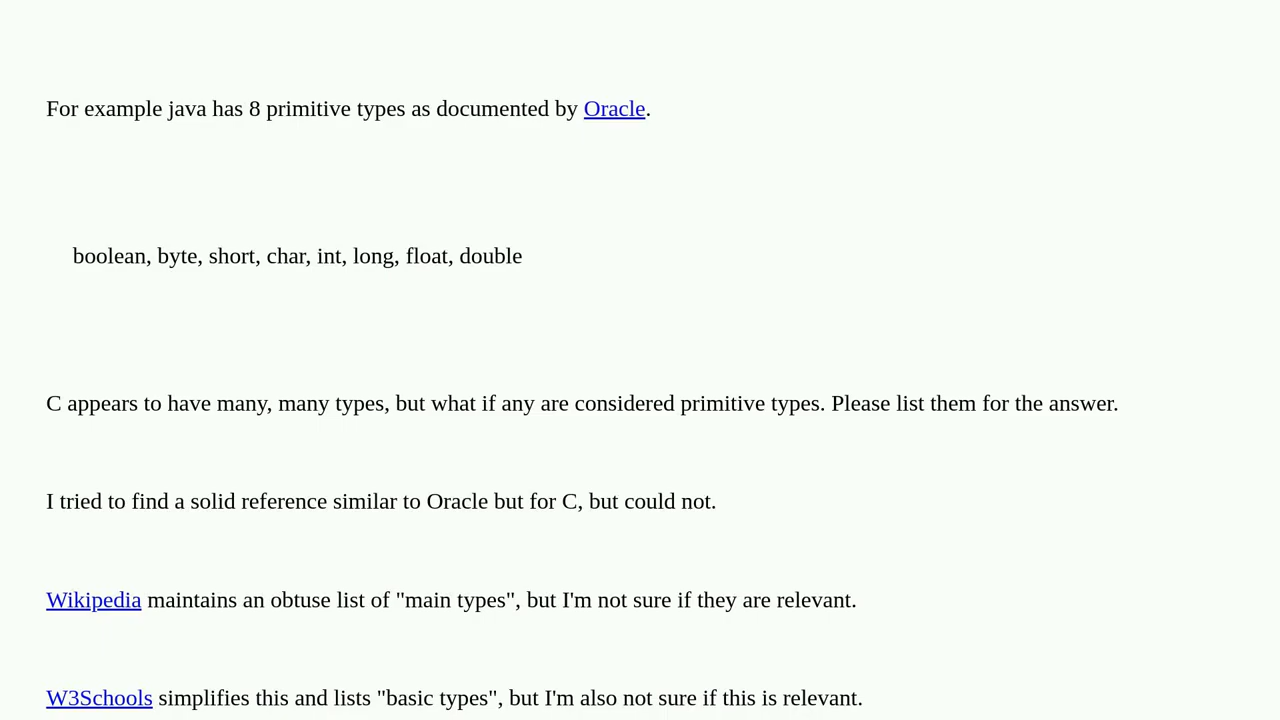 For example java has 8 primitive types as documented by Oracle.
boolean, byte, short, char, int, long, float, double
C appears to have many, many types, but what if any are considered primitive types. Please list them for the answer.
I tried to find a solid reference similar to Oracle but for C, but could not.
Wikipedia maintains an obtuse list of "main types", but I'm not sure if they are relevant.
W3Schools simplifies this and lists "basic types", but I'm also not sure if this is relevant.